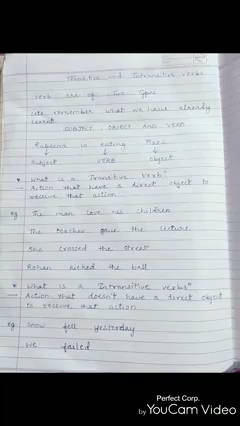 Transitive and Intransitive verbs
verb are of Two Types
Lets remember what we have already
learnt.
SUBJECT, OBJECT AND VERB
is eating Pizza
Subject VERB Object
* What is a Transitive Verb"
— Action that have a direct object to
receive that action
eg The man love his children
The teacher gave the lecture.
She crossed the street
Rohan kicked the ball
* What is a Intransitive verbs"
— Action that doesn't have a direct object
to receive that action
eg Snow fell yesterday
We failed
Perfect Corp.
by YouCam Video